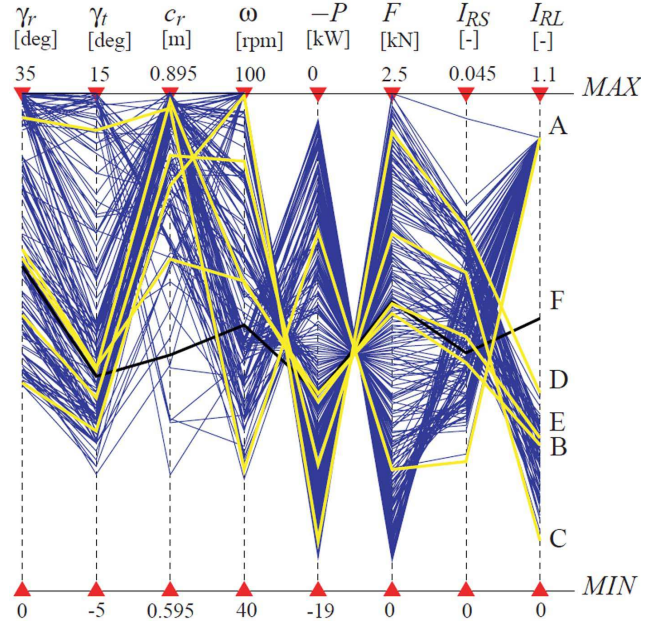 γr γt cr ω −P F IRS IRL
[deg] [deg] [m] [rpm] [kW] [kN] [-] [-]
35 15 0.895 100 0 2.5 0.045 1.1
MAX
A
F
D
E
B
C
MIN
0 -5 0.595 40 -19 0 0 0